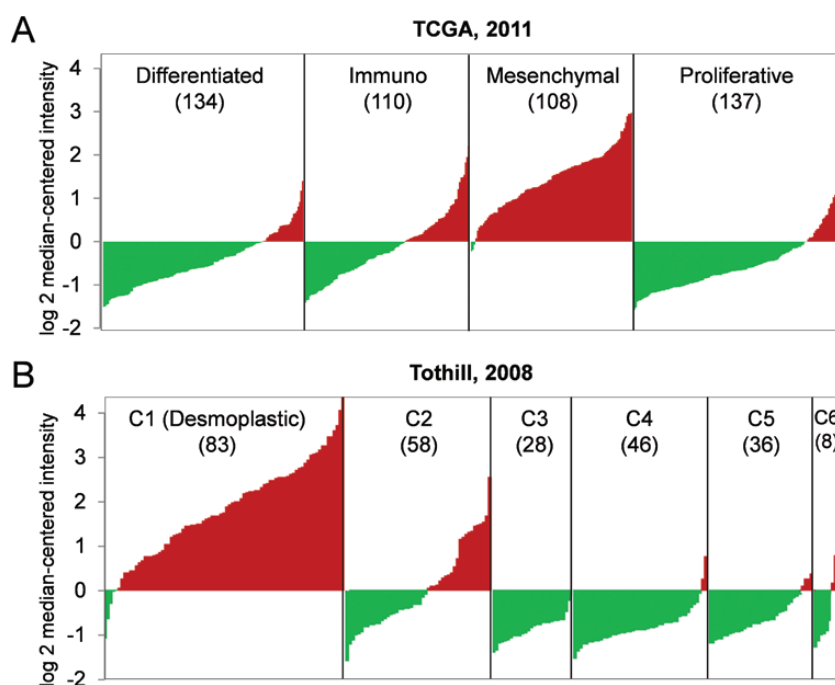 A
TCGA, 2011
log 2 median-centered intensity
4
3
2
1
0
-1
-2
Differentiated
(134)
Immuno
(110)
Mesenchymal
(108)
Proliferative
(137)
B
Tothill, 2008
log 2 median-centered intensity
4
3
2
1
0
-1
-2
C1 (Desmoplastic)
(83)
C2
(58)
C3
(28)
C4
(46)
C5
(36)
C6
(8)